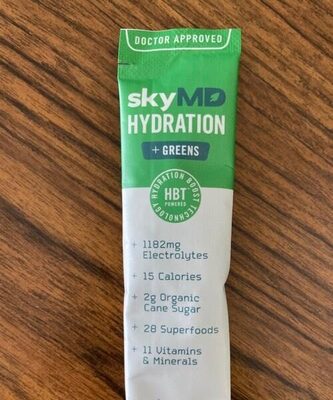 DOCTOR APPROVED
skyMD
HYDRATION
+ GREENS
HYDRATION BOOST TECHNOLOGY
HBT
POWERED
+ 1182mg
Electrolytes
+ 15 Calories
+ 2g Organic
Cane Sugar
+ 28 Superfoods
+ 11 Vitamins
& Minerals